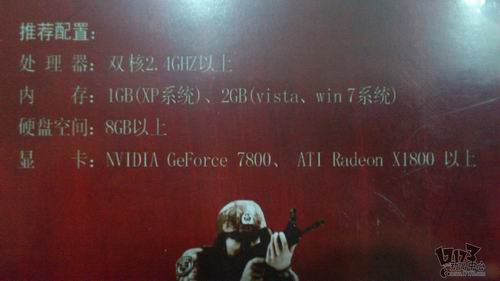 推荐配置：
处 理 器：双核2.4GHZ以上
内　　存：1GB(XP系统)、2GB(vista、win 7系统)
硬盘空间：8GB以上
显　　卡：NVIDIA GeForce 7800、 ATI Radeon X1800 以上